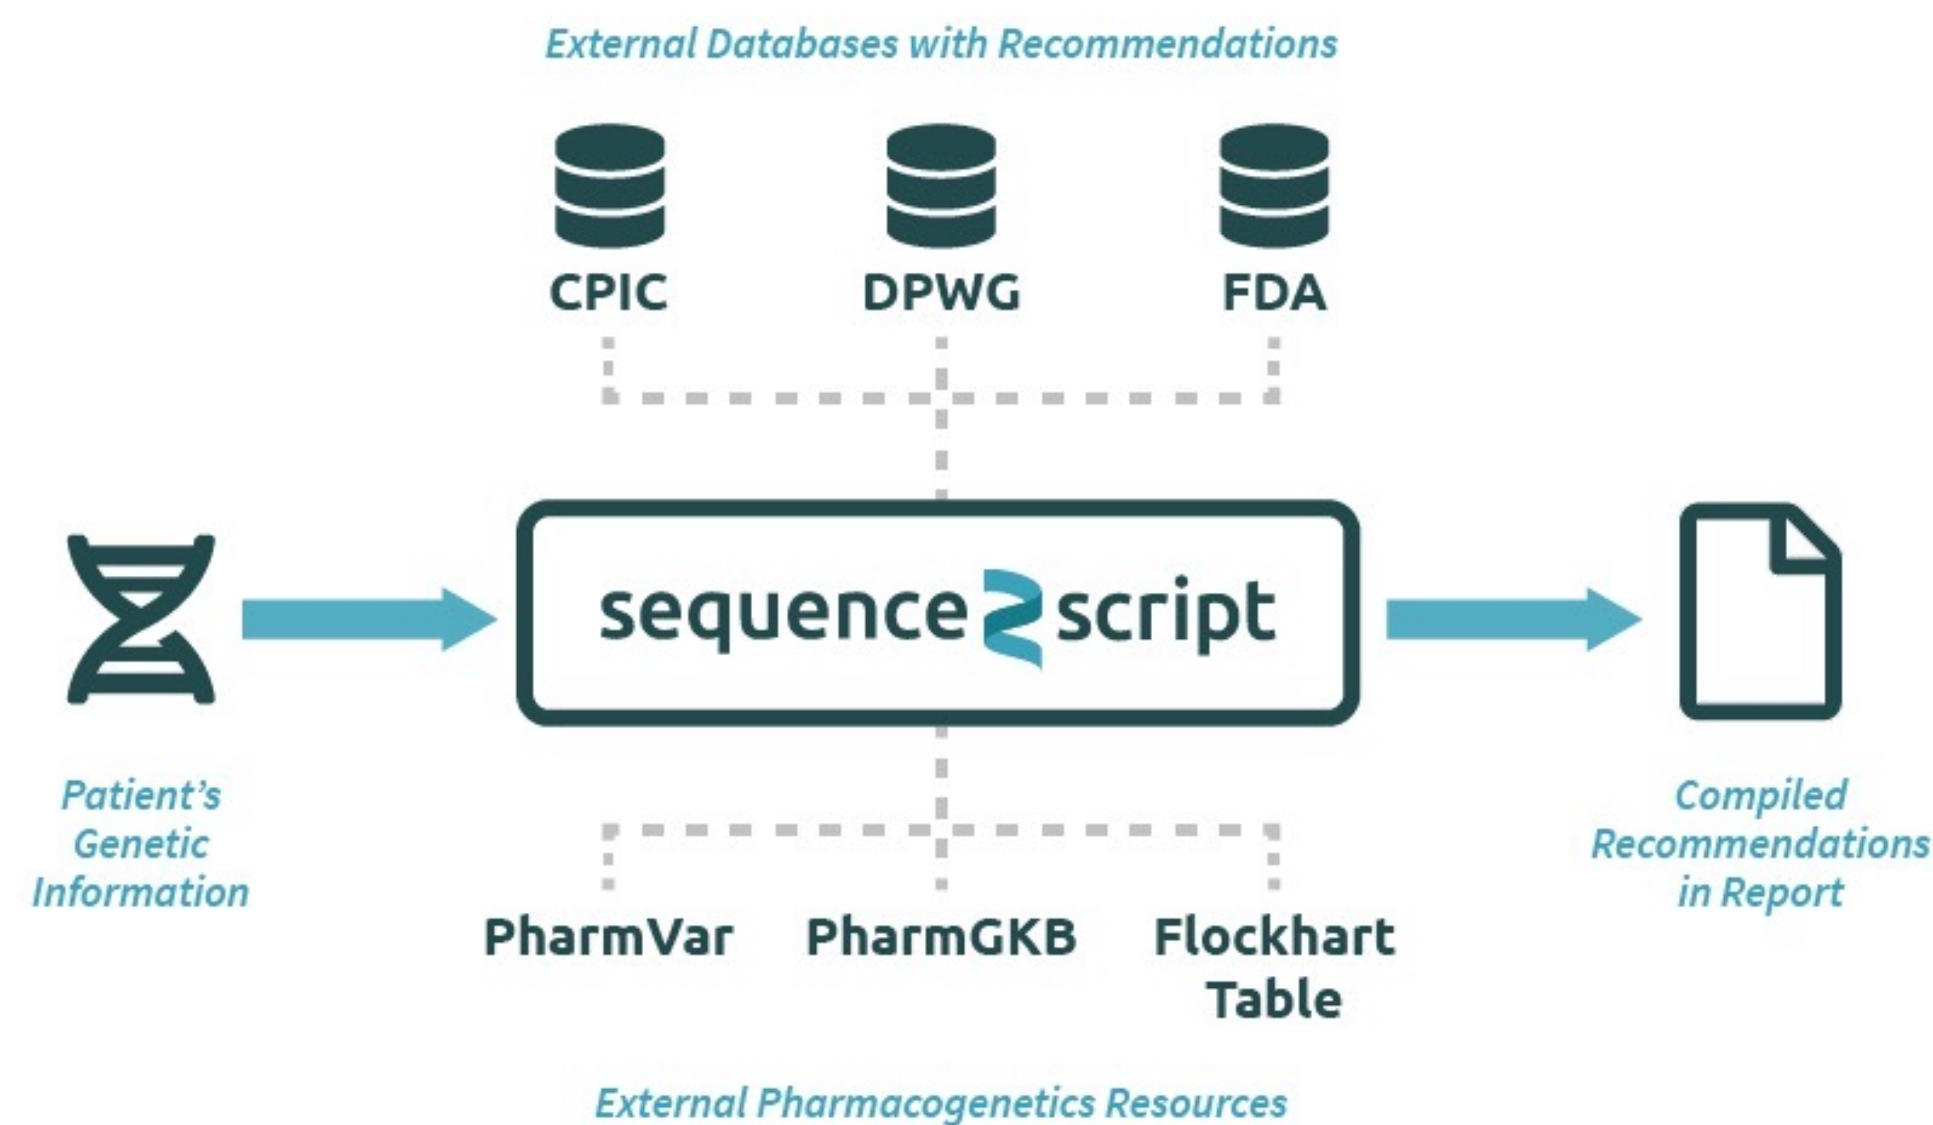 External Databases with Recommendations
CPIC
DPWG
FDA
sequence2script
Patient's
Genetic
Information
Compiled
Recommendations
in Report
PharmVar
PharmGKB
Flockhart
Table
External Pharmacogenetics Resources